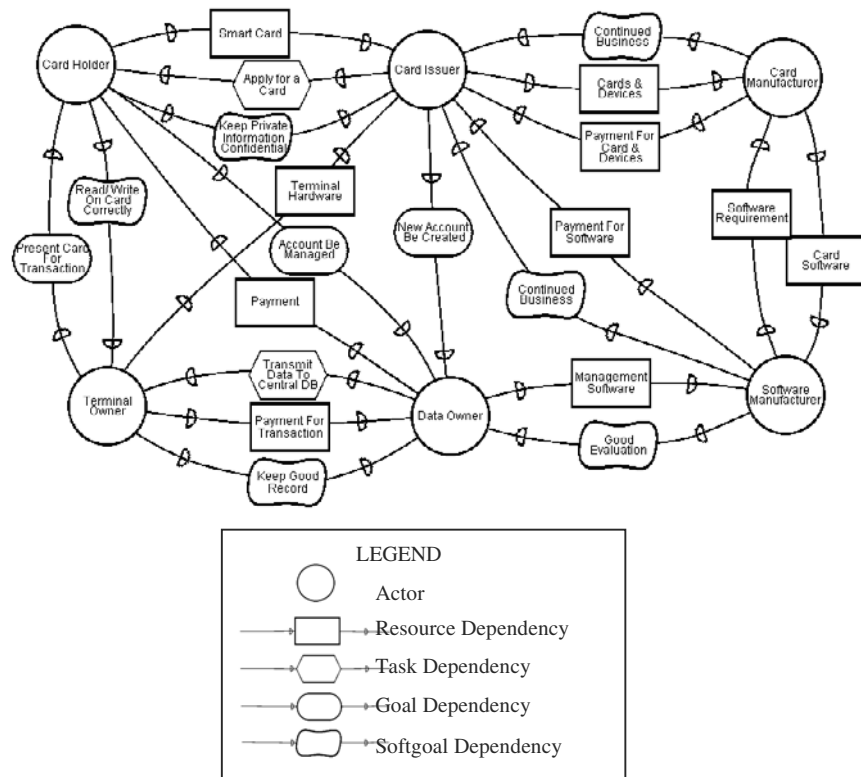 Smart Card
Continued
Business
Card Holder
Apply for a
Card
Card Issuer
Cards &
Devices
Card
Manufacturer
Keep Private
Information
Confidential
Payment For
Card & 
Devices
Terminal
Hardware
Read/Write
On Card
Correctly
Software
Requirement
Present Card
For
Transaction
Account Be
Managed
New Account
Be Created
Payment For
Software
Card
Software
Payment
Continued
Business
Transmit
Data To
Central DB
Management
Software
Terminal
Owner
Payment For
Transaction
Data Owner
Software
Manufacturer
Good
Evaluation
Keep Good
Record
LEGEND
Actor
Resource Dependency
Task Dependency
Goal Dependency
Softgoal Dependency